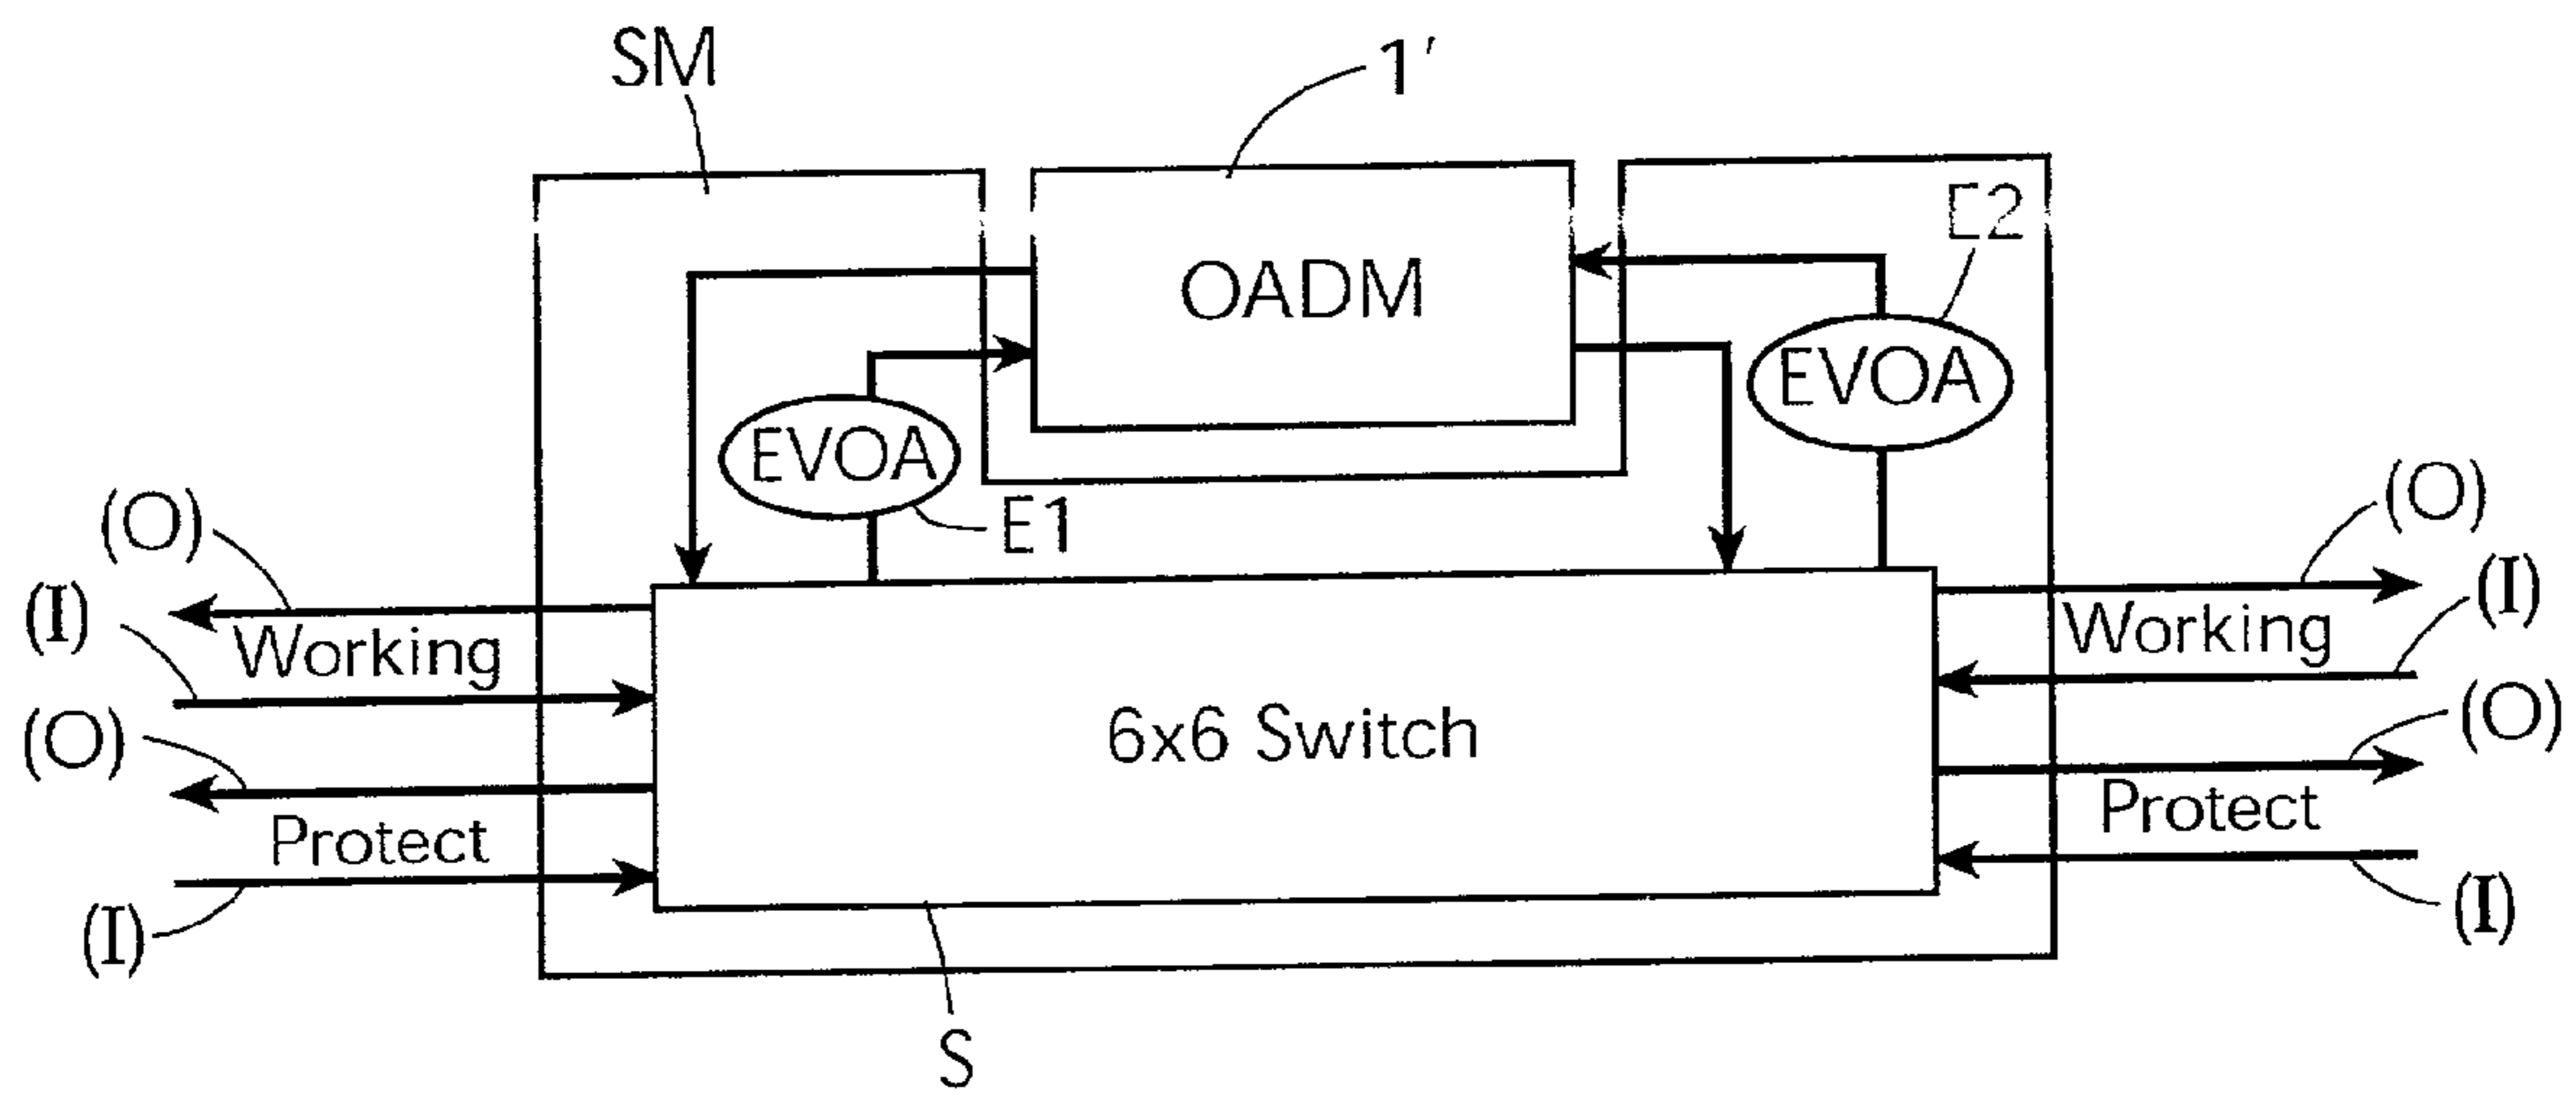 SM
1′
E2
OADM
EVOA
EVOA
E1
(O)
(O)
(I)
(I)
Working
Working
(O)
(O)
6x6 Switch
Protect
Protect
(I)
(I)
S